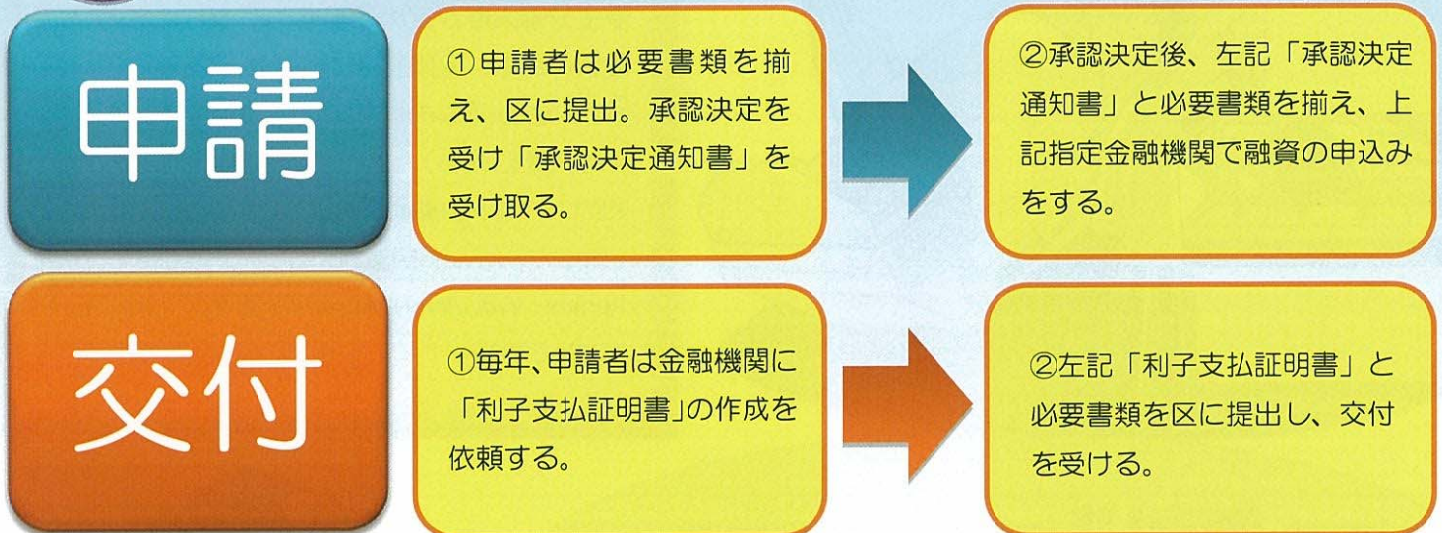 申請
①申請者は必要書類を揃
え、区に提出。承認決定を
受け「承認決定通知書」を
受け取る。
②承認決定後、左記「承認決定
通知書」と必要書類を揃え、上
記指定金融機関で融資の申込み
をする。
交付
①毎年、申請者は金融機関に
「利子支払証明書」の作成を
依頼する。
②左記「利子支払証明書」と
必要書類を区に提出し、交付
を受ける。